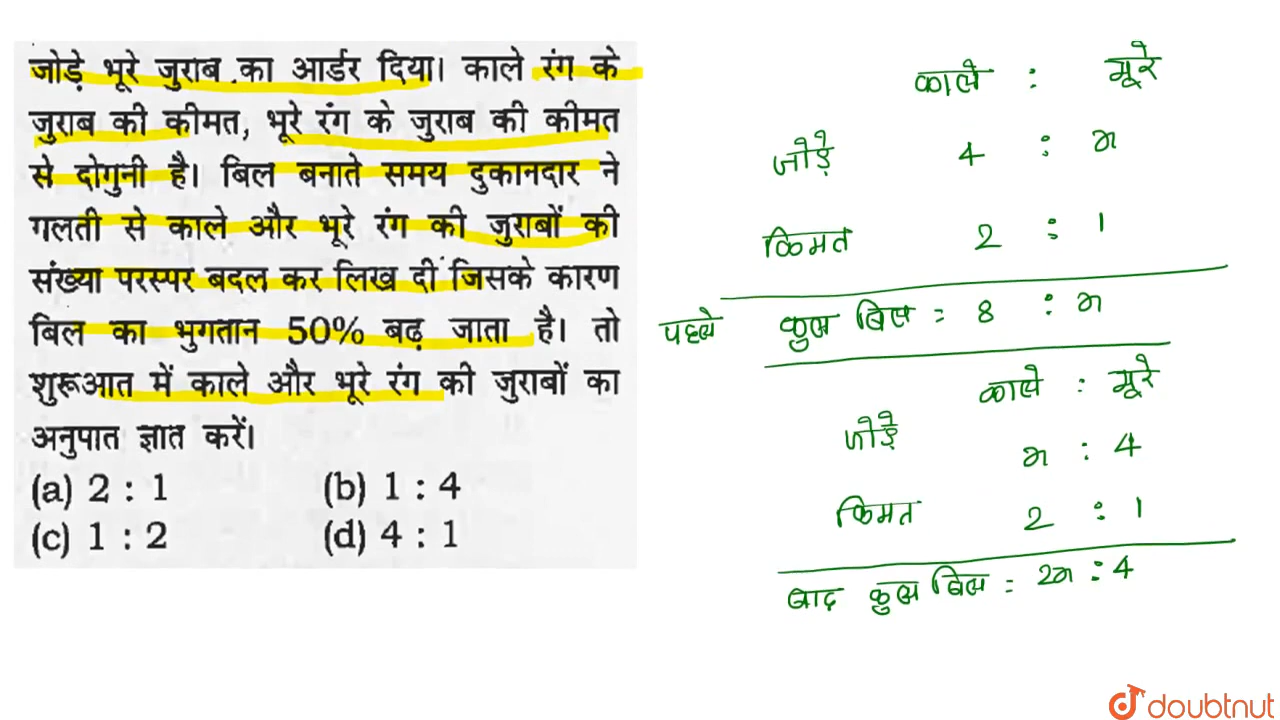 जोड़े भूरे जुराब का आर्डर दिया। काले रंग के
जुराब की कीमत, भूरे रंग के जुराब की कीमत
से दोगुनी है। बिल बनाते समय दुकानदार ने
गलती से काले और भूरे रंग की जुराबों की
संख्या परस्पर बदल कर लिख दी जिसके कारण
बिल का भुगतान 50% बढ़ जाता है। तो
शुरूआत में काले और भूरे रंग की जुराबों का
अनुपात ज्ञात करें।
(a) 2 : 1 (b) 1 : 4
(c) 1 : 2 (d) 4 : 1
काले : भूरे
जोड़े 4 : x
किमत 2 : 1
पहले कुल बिल = 8 : x
काले : भूरे
जोड़े x : 4
किमत 2 : 1
बाद कुल बिल = 2x : 4
doubtnut